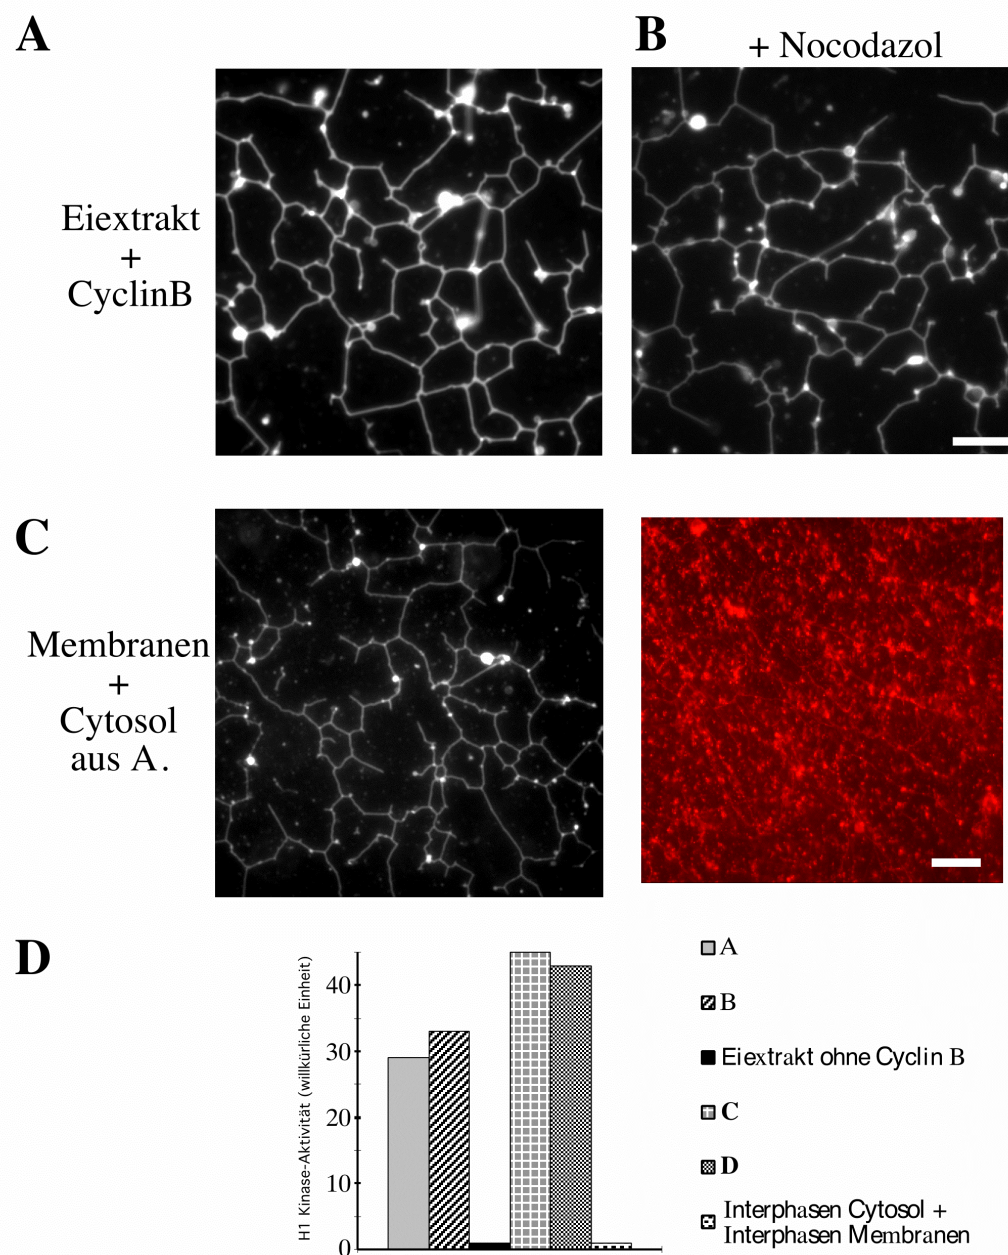 A
B
+ Nocodazol
Eiextrakt
+
CyclinB
C
Membranen
+
Cytosol
aus A.
D
H1 Kinase-Aktivität (willkürliche Einheit)
40
30
20
10
0
A
B
Eiextrakt ohne Cyclin B
C
D
Interphasen Cytosol +
Interphasen Membranen